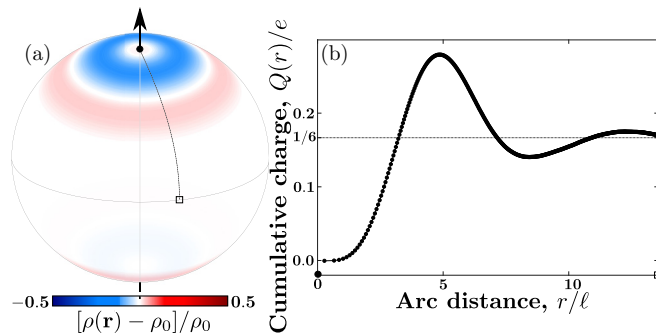 (a)
−0.5
0.5
[ρ(r) − ρ₀]/ρ₀
(b)
Cumulative charge, Q(r)/e
0.2
1/6
0.1
0.0
0
5
10
Arc distance, r/ℓ